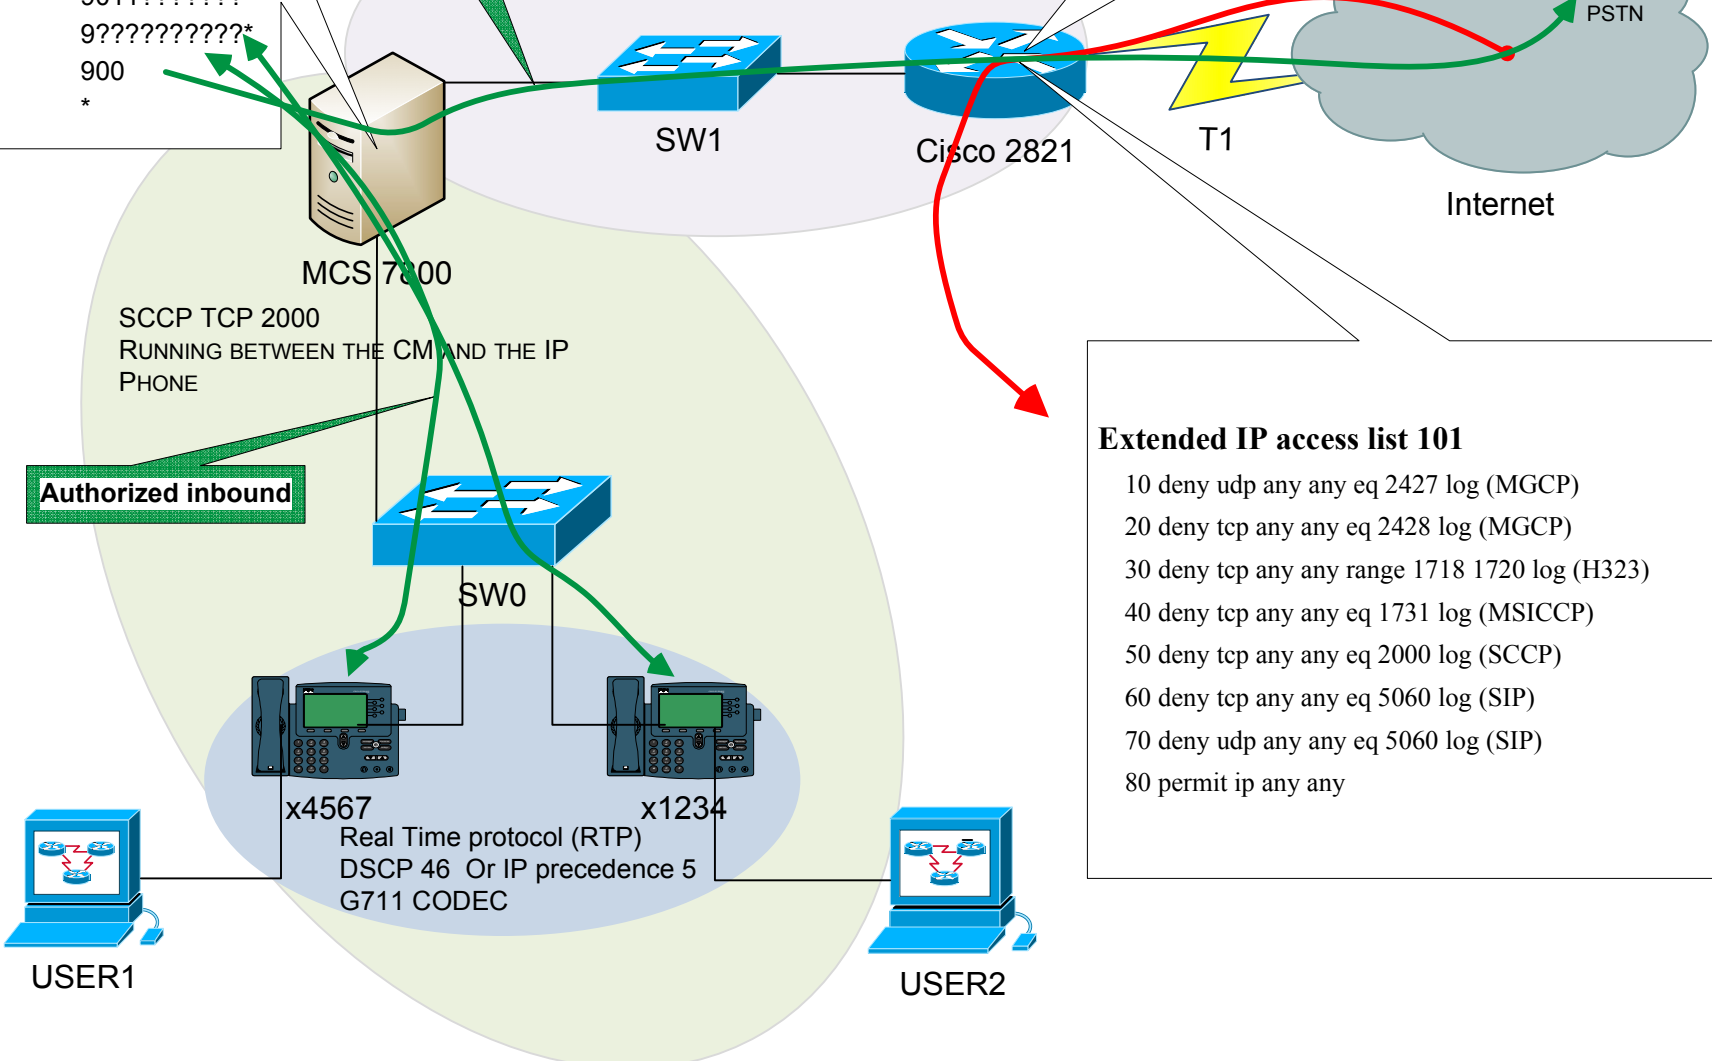 9????????????*
900
*
PSTN
SW1
Cisco 2821
T1
Internet
MCS 7800
SCCP TCP 2000
RUNNING BETWEEN THE CM AND THE IP
PHONE
Authorized inbound
SW0
x4567
x1234
Real Time protocol (RTP)
DSCP 46 Or IP precedence 5
G711 CODEC
USER1
USER2
Extended IP access list 101
10 deny udp any any eq 2427 log (MGCP)
20 deny tcp any any eq 2428 log (MGCP)
30 deny tcp any any range 1718 1720 log (H323)
40 deny tcp any any eq 1731 log (MSICCP)
50 deny tcp any any eq 2000 log (SCCP)
60 deny tcp any any eq 5060 log (SIP)
70 deny udp any any eq 5060 log (SIP)
80 permit ip any any